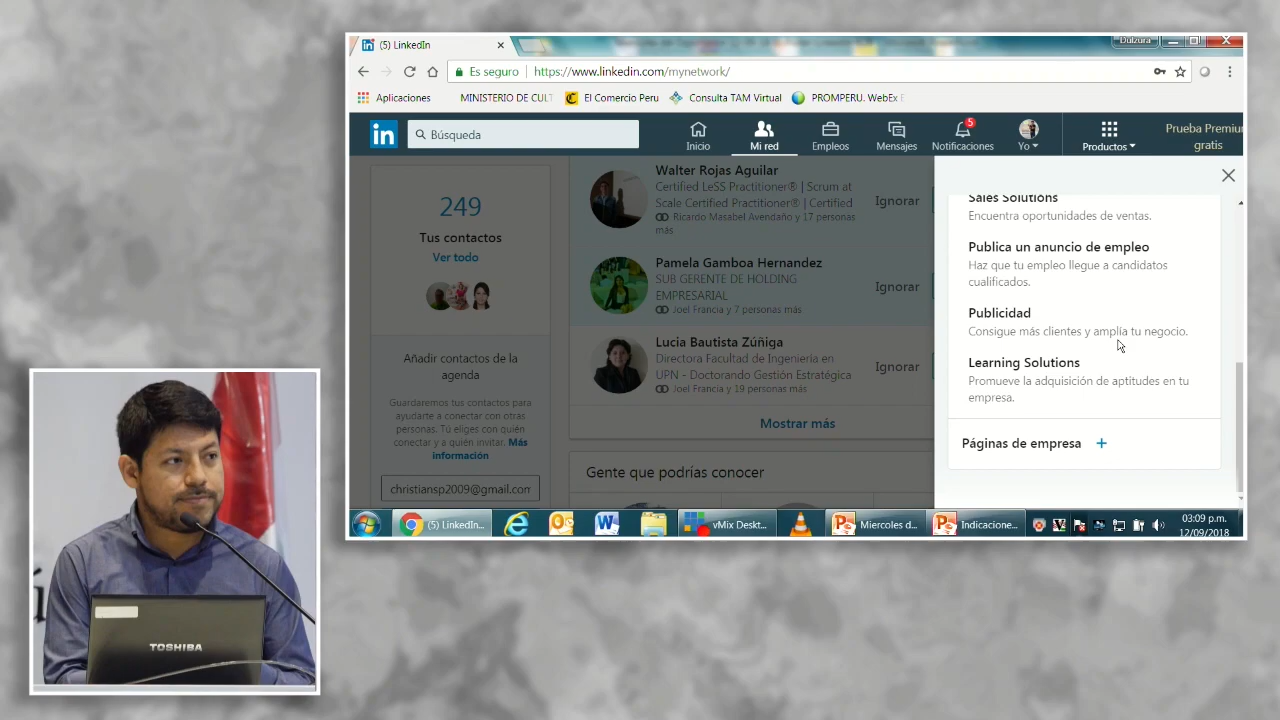 (5) LinkedIn
Dulzura
Es seguro
https://www.linkedin.com/mynetwork/
Aplicaciones
MINISTERIO DE CULT
El Comercio Peru
Consulta TAM Virtual
PROMPERU. WebEx E
in
Búsqueda
Inicio
Mi red
Empleos
Mensajes
5
Notificaciones
Yo
Productos
Prueba Premium
gratis
249
Tus contactos
Ver todo
Añadir contactos de la
agenda
Guardaremos tus contactos para
ayudarte a conectar con otras
personas. Tú eliges con quién
conectar y a quién invitar. Más
información
christiansp2009@gmail.com
Walter Rojas Aguilar
Certified LeSS Practitioner® | Scrum at
Scale Certified Practitioner® | Certified
Ricardo Masabel Avendaño y 17 personas
más
Ignorar
Pamela Gamboa Hernandez
SUB GERENTE DE HOLDING
EMPRESARIAL
Joel Francia y 7 personas más
Ignorar
Lucia Bautista Zúñiga
Directora Facultad de Ingeniería en
UPN - Doctorando Gestión Estratégica
Joel Francia y 19 personas más
Ignorar
Mostrar más
Gente que podrías conocer
Sales Solutions
Encuentra oportunidades de ventas.
Publica un anuncio de empleo
Haz que tu empleo llegue a candidatos
cualificados.
Publicidad
Consigue más clientes y amplía tu negocio.
Learning Solutions
Promueve la adquisición de aptitudes en tu
empresa.
Páginas de empresa +
(5) LinkedIn...
vMix Deskt...
Miercoles d...
Indicacione...
03:09 p.m.
12/09/2018
TOSHIBA